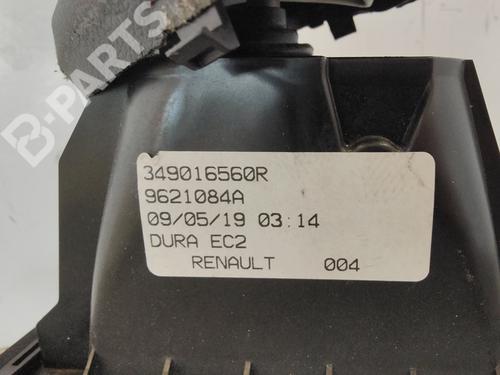 B-PARTS
349016560R
9621084A
09/05/19 03:14
DURA EC2
RENAULT 004